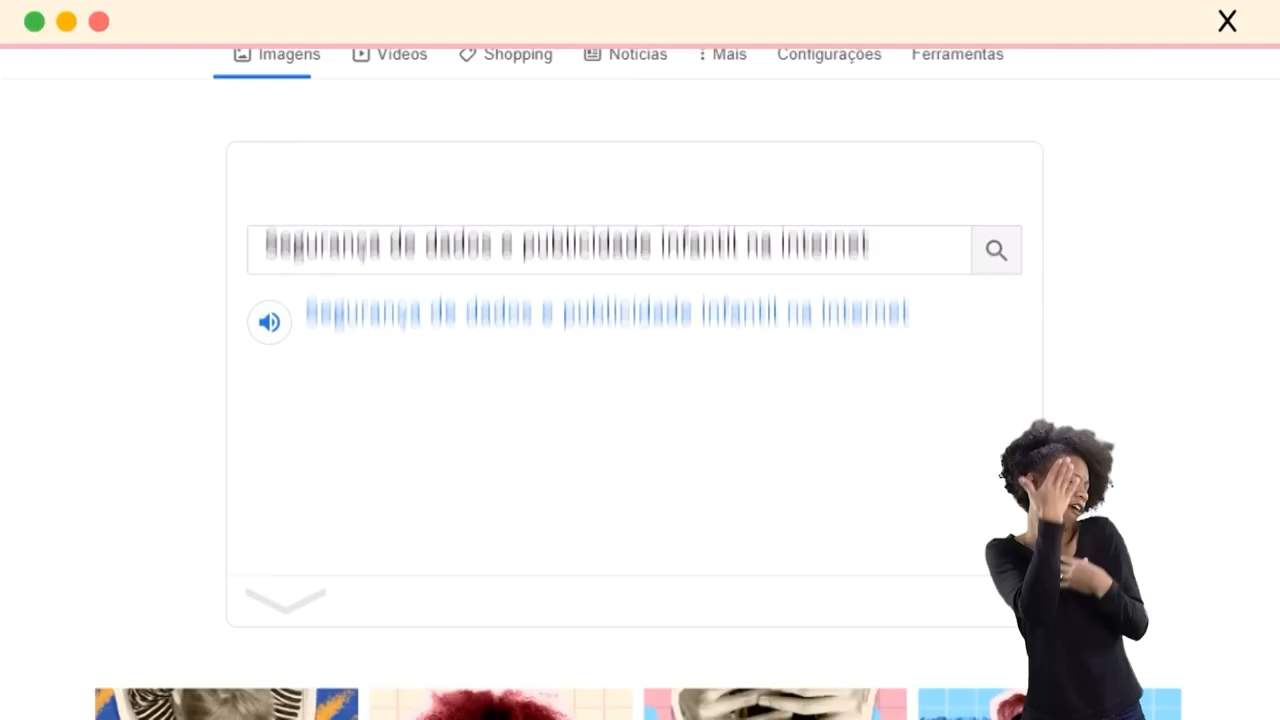 X
Imagens Vídeos Shopping Notícias Mais Configurações Ferramentas
Segurança de dados e publicidade infantil na internet
Segurança de dados e publicidade infantil na internet